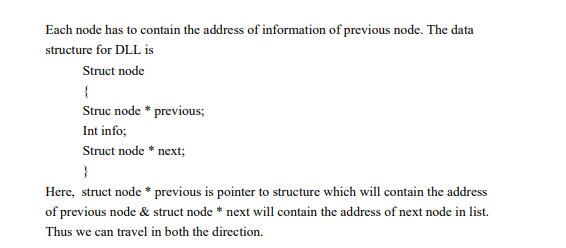 Each node has to contain the address of information of previous node. The data
structure for DLL is
Struct node
{
Struc node * previous;
Int info;
Struct node * next;
}
Here,  struct node * previous is pointer to structure which will contain the address
of previous node & struct node * next will contain the address of next node in list.
Thus we can travel in both the direction.